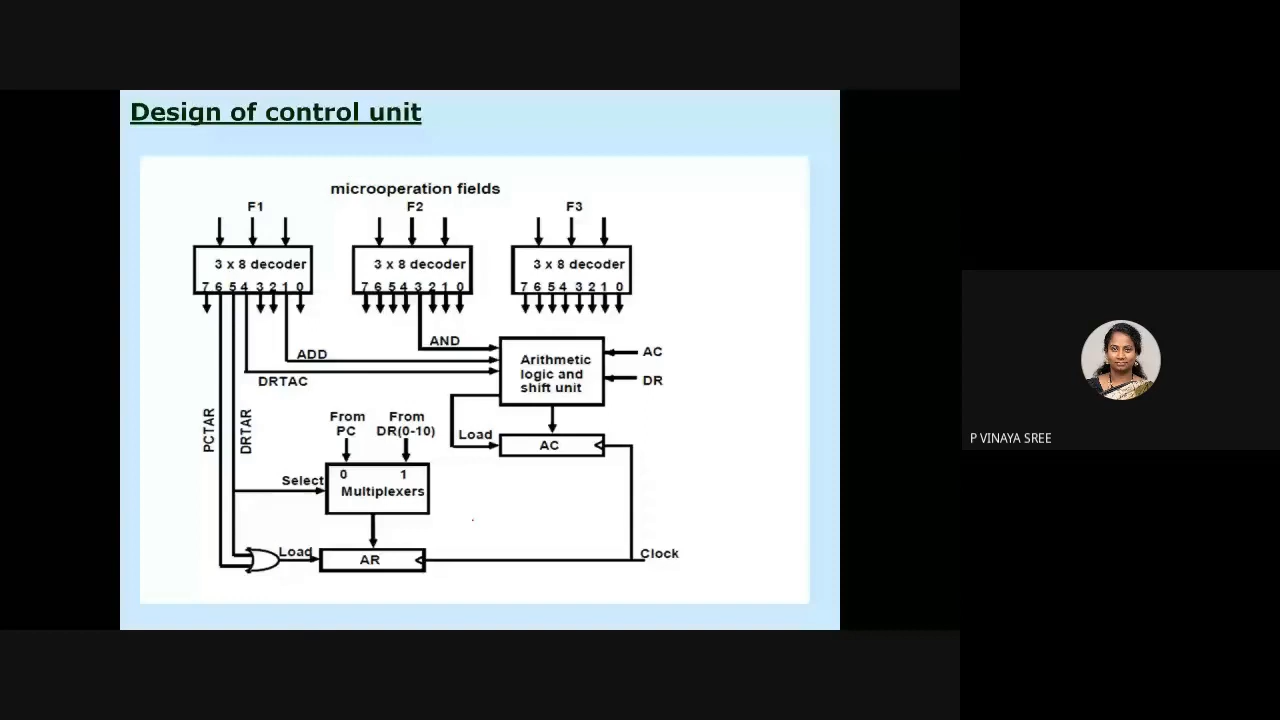 Design of control unit
microoperation fields
F1 F2 F3
3 x 8 decoder 3 x 8 decoder 3 x 8 decoder
7 6 5 4 3 2 1 0 7 6 5 4 3 2 1 0 7 6 5 4 3 2 1 0
AND
ADD
DRTAC
Arithmetic
logic and
shift unit
AC
DR
PCTAR
DRTAR
From
PC
From
DR(0-10)
Load
AC
0 1
Select
Multiplexers
Load
AR
Clock
P VINAYA SREE